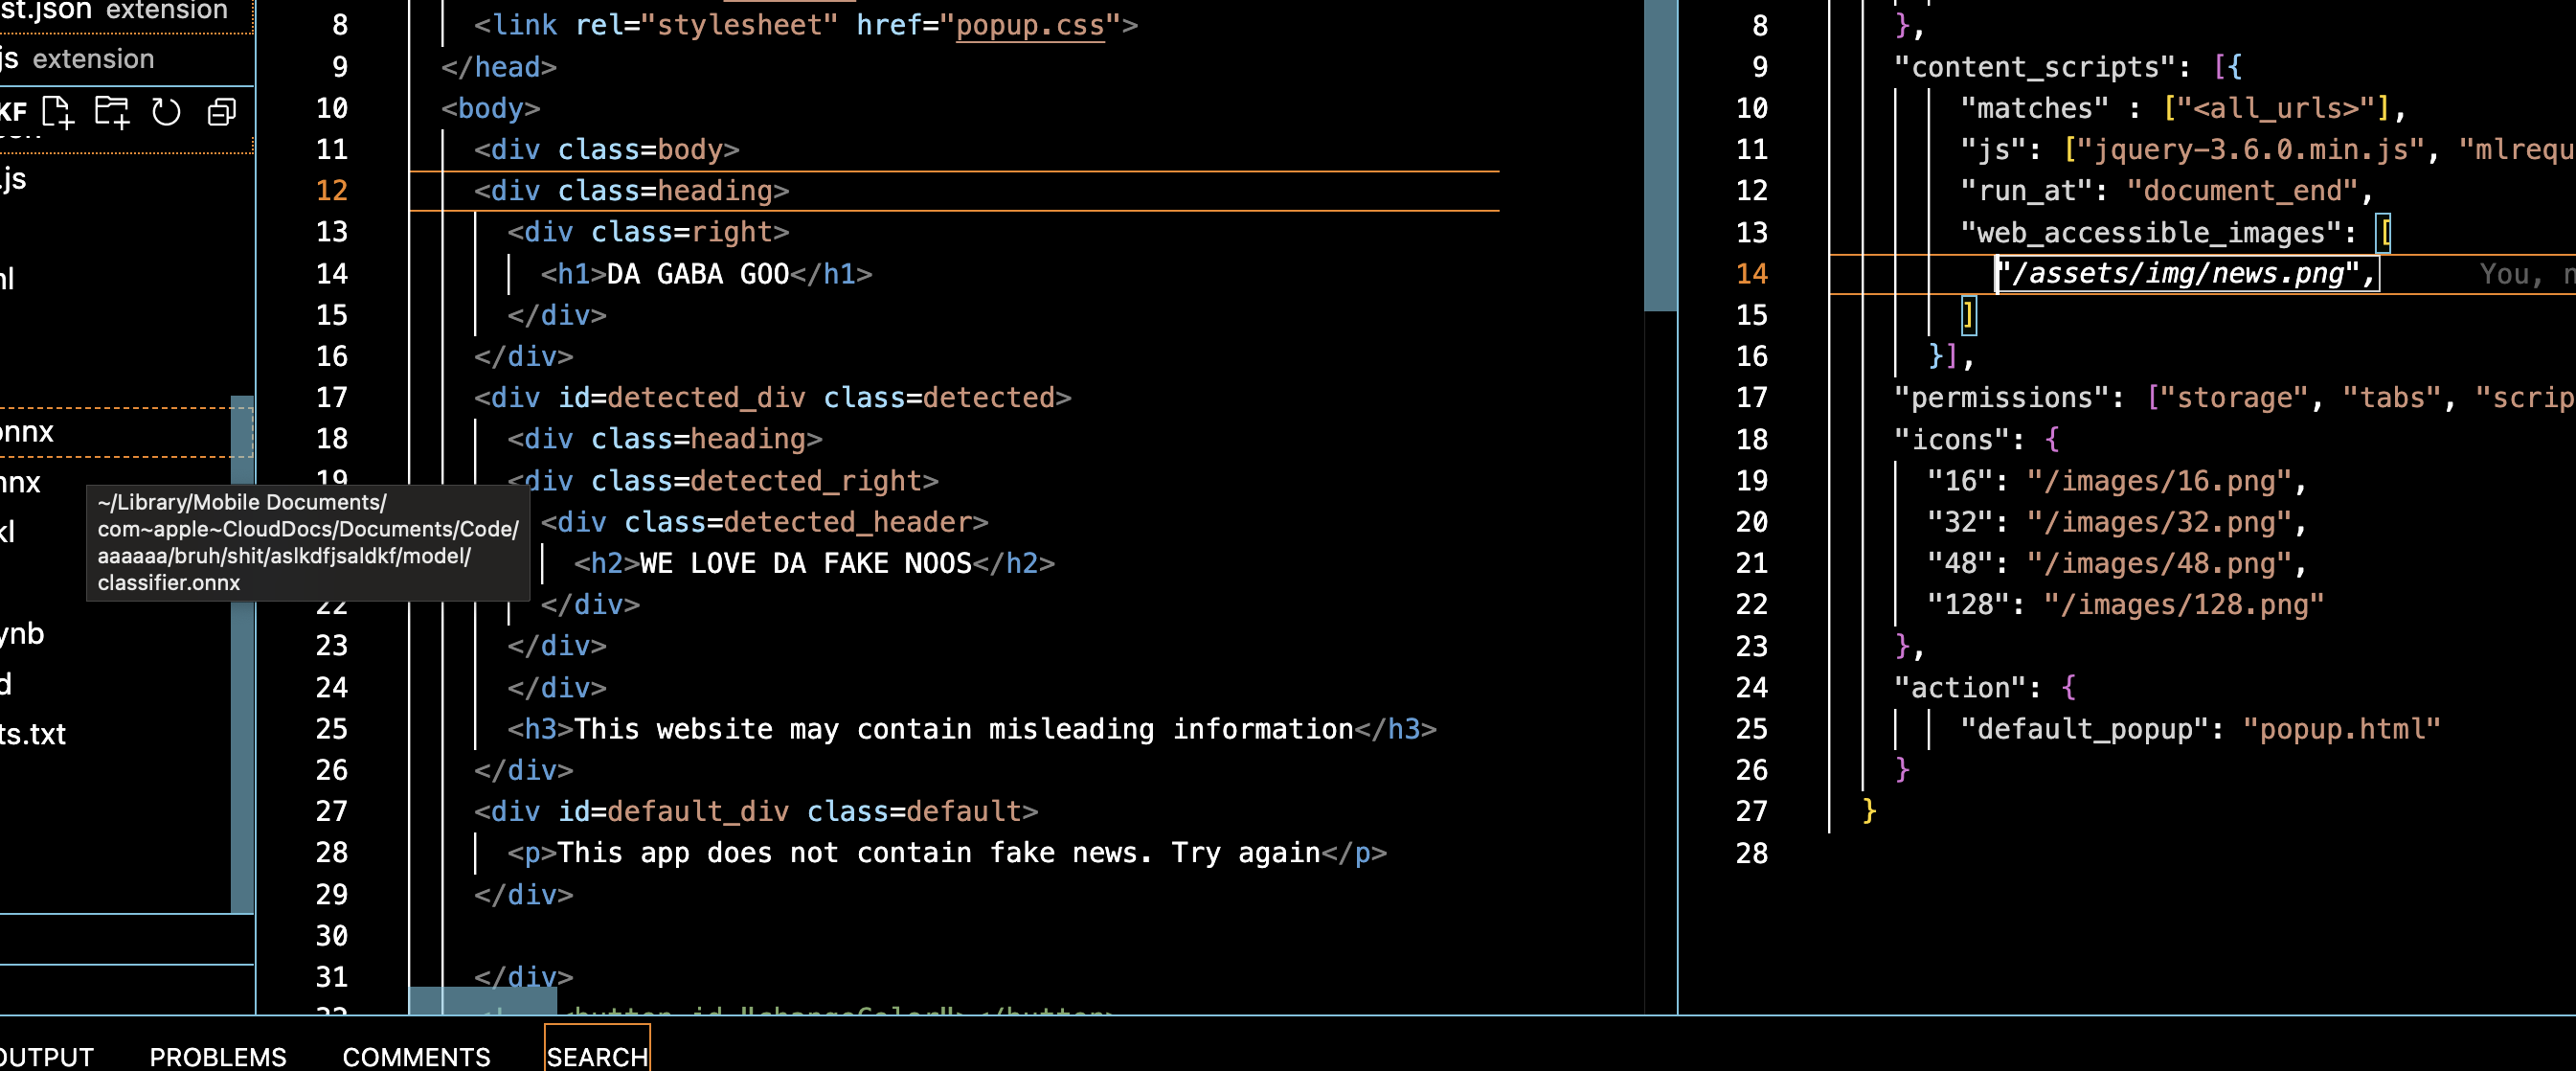 st.json extension
js extension
KF
.js
nl
onnx
nnx
kl
ynb
d
ts.txt
~/Library/Mobile Documents/
com~apple~CloudDocs/Documents/Code/
aaaaaa/bruh/shit/aslkdfjsaldkf/model/
classifier.onnx
8 <link rel="stylesheet" href="popup.css">
9 </head>
10 <body>
11 <div class=body>
12 <div class=heading>
13 <div class=right>
14 <h1>DA GABA GOO</h1>
15 </div>
16 </div>
17 <div id=detected_div class=detected>
18 <div class=heading>
19 <div class=detected_right>
<div class=detected_header>
<h2>WE LOVE DA FAKE NOOS</h2>
22 </div>
23 </div>
24 </div>
25 <h3>This website may contain misleading information</h3>
26 </div>
27 <div id=default_div class=default>
28 <p>This app does not contain fake news. Try again</p>
29 </div>
30
31 </div>
32 <button id="changeColor"></button>
8 },
9 "content_scripts": [{
10 "matches" : ["<all_urls>"],
11 "js": ["jquery-3.6.0.min.js", "mlrequ
12 "run_at": "document_end",
13 "web_accessible_images": [
14 "/assets/img/news.png", You, n
15 ]
16 }],
17 "permissions": ["storage", "tabs", "scrip
18 "icons": {
19 "16": "/images/16.png",
20 "32": "/images/32.png",
21 "48": "/images/48.png",
22 "128": "/images/128.png"
23 },
24 "action": {
25 "default_popup": "popup.html"
26 }
27 }
28
OUTPUT PROBLEMS COMMENTS SEARCH